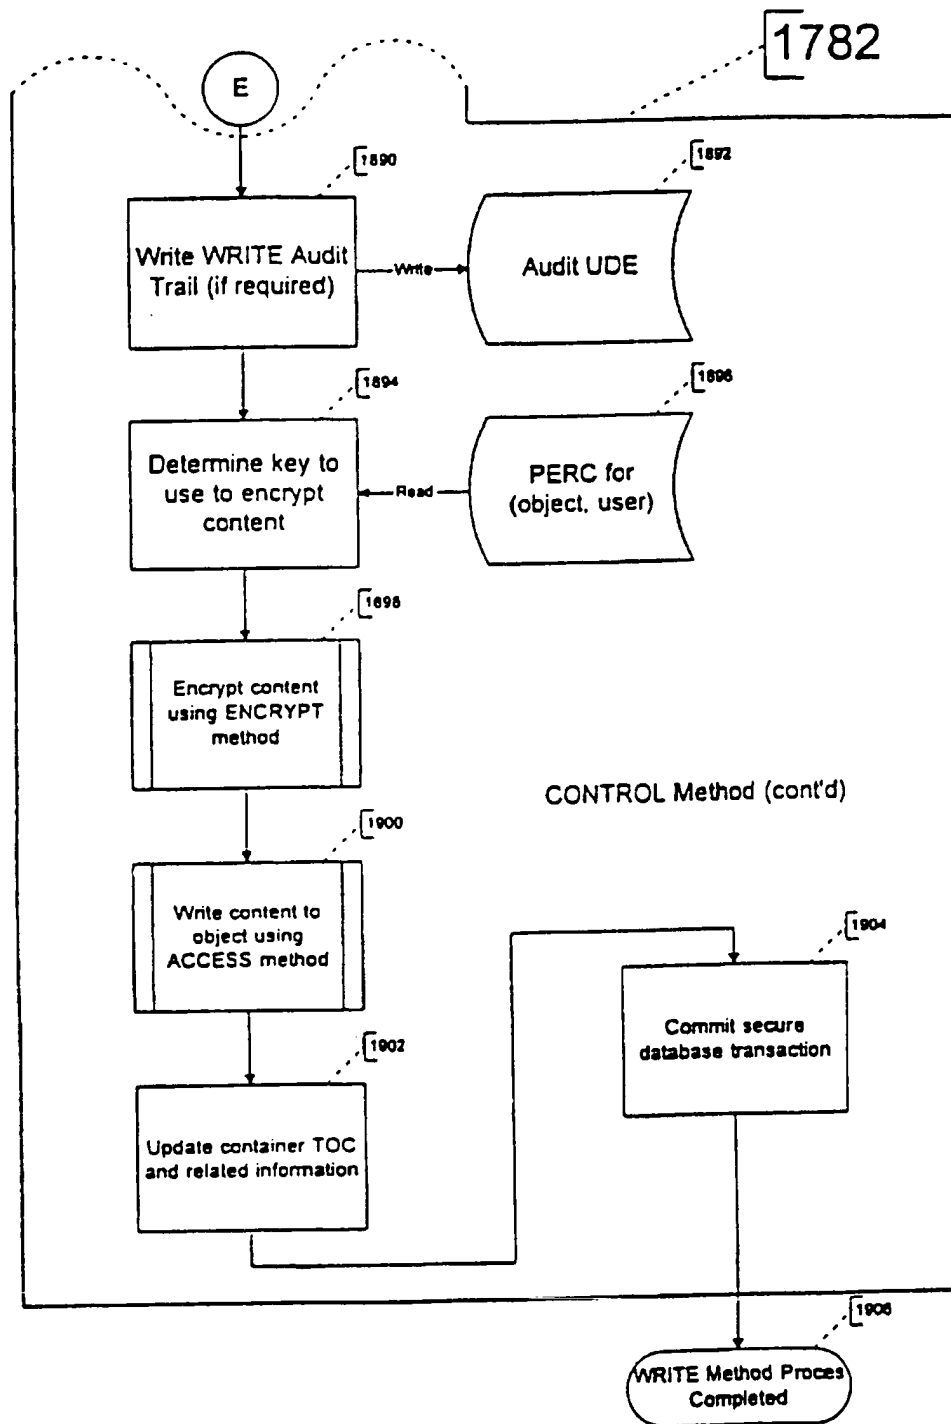 1782
E
1890
Write WRITE Audit
Trail (if required)
Write
1892
Audit UDE
1894
Determine key to
use to encrypt
content
Read
1896
PERC for
(object, user)
1898
Encrypt content
using ENCRYPT
method
CONTROL Method (cont'd)
1900
Write content to
object using
ACCESS method
1902
Update container TOC
and related information
1904
Commit secure
database transaction
1906
WRITE Method Proces
Completed